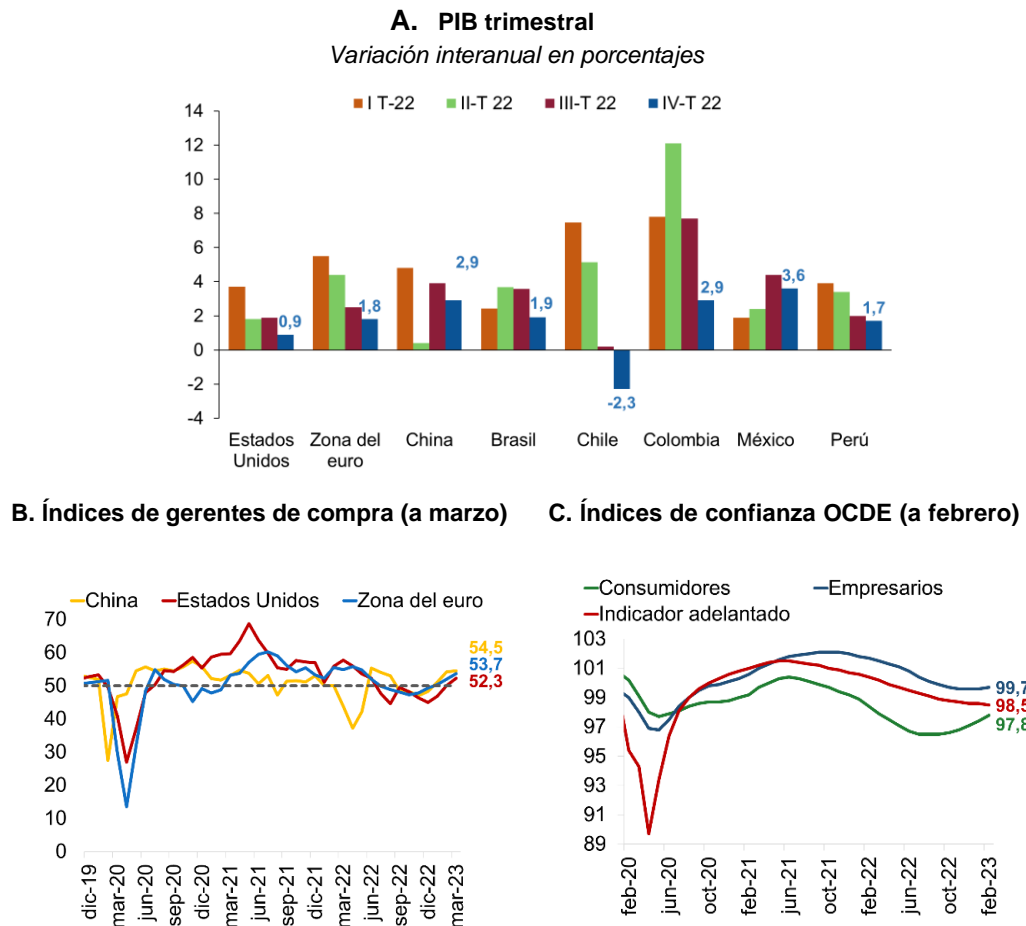 A. PIB trimestral
Variación interanual en porcentajes
I T-22 II-T 22 III-T 22 IV-T 22
14
12
10
8
6
4
2
0
-2
-4
0,9
1,8
2,9
1,9
-2,3
2,9
3,6
1,7
Estados Unidos
Zona del euro
China
Brasil
Chile
Colombia
México
Perú
B. Índices de gerentes de compra (a marzo)
China Estados Unidos Zona del euro
70
60
50
40
30
20
10
0
54,5
53,7
52,3
dic-19
mar-20
jun-20
sep-20
dic-20
mar-21
jun-21
sep-21
dic-21
mar-22
jun-22
sep-22
dic-22
mar-23
C. Índices de confianza OCDE (a febrero)
Consumidores Empresarios
Indicador adelantado
103
101
99
97
95
93
91
89
99,7
98,5
97,8
feb-20
jun-20
oct-20
feb-21
jun-21
oct-21
feb-22
jun-22
oct-22
feb-23